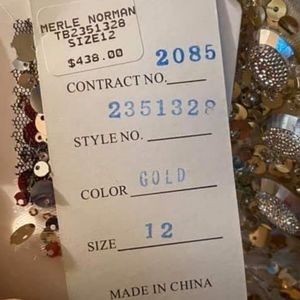 MERLE NORMAN
TB2351328
SIZE12
$438.00
2085
CONTRACT NO.
2351328
STYLE NO.
GOLD
COLOR
12
SIZE
MADE IN CHINA